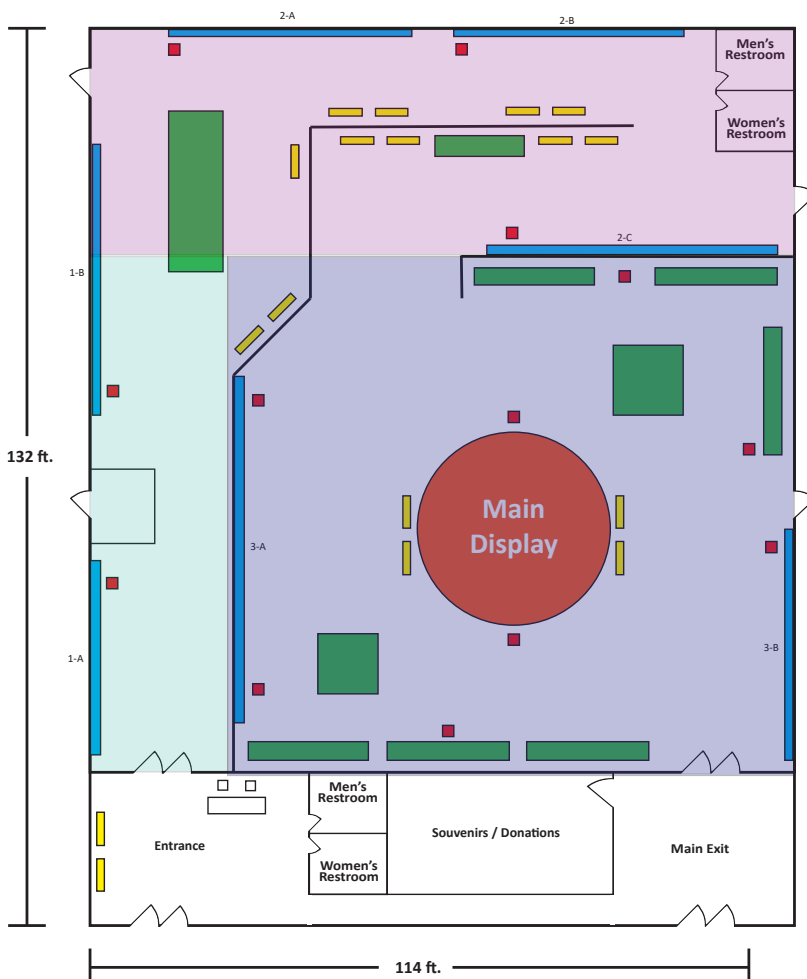 2-A
2-B
Men's
Restroom
Women's
Restroom
2-C
1-B
132 ft.
Main
Display
3-A
3-B
1-A
Men's
Restroom
Women's
Restroom
Entrance
Souvenirs / Donations
Main Exit
114 ft.